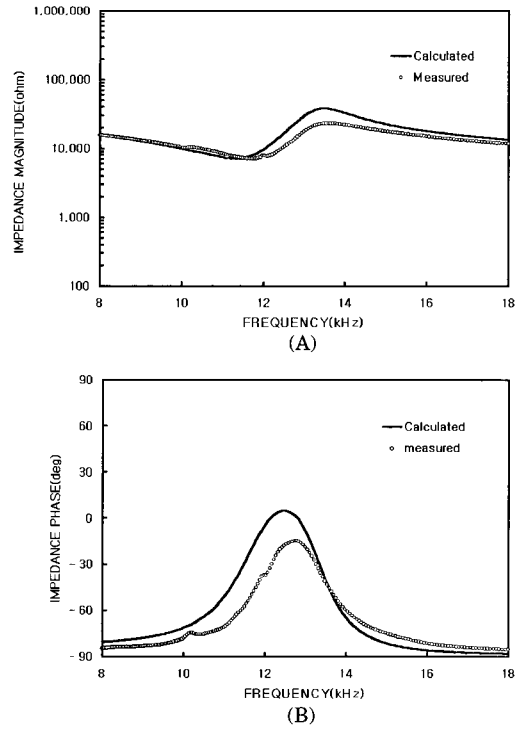 1,000,000
100,000
10,000
1,000
100
IMPEDANCE MAGNITUDE(ohm)
Calculated
Measured
8 10 12 14 16 18
FREQUENCY(kHz)
(A)
90
60
30
0
-30
-60
-90
IMPEDANCE PHASE(deg)
Calculated
measured
8 10 12 14 16 18
FREQUENCY(kHz)
(B)